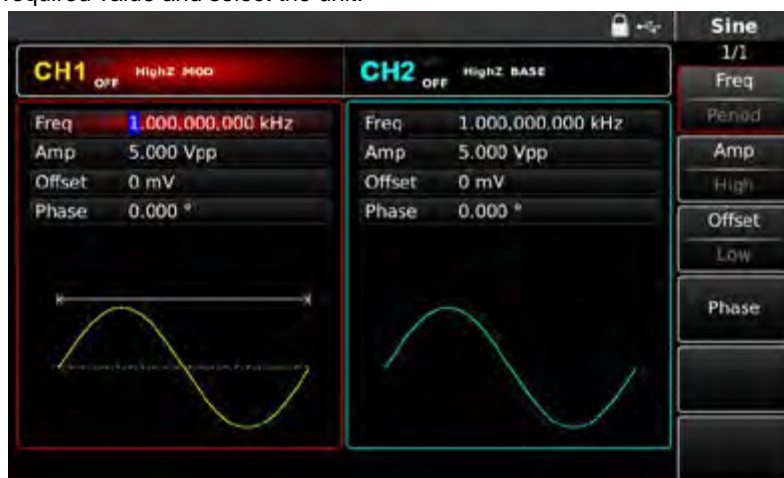 required value and select the unit.
Sine
1/1
CH1 OFF HighZ MOD
CH2 OFF HighZ BASE
Freq
Period
Freq 1.000,000,000 kHz
Freq 1.000,000,000 kHz
Amp 5.000 Vpp
Amp 5.000 Vpp
Amp
High
Offset 0 mV
Offset 0 mV
Phase 0.000 °
Phase 0.000 °
Offset
Low
Phase